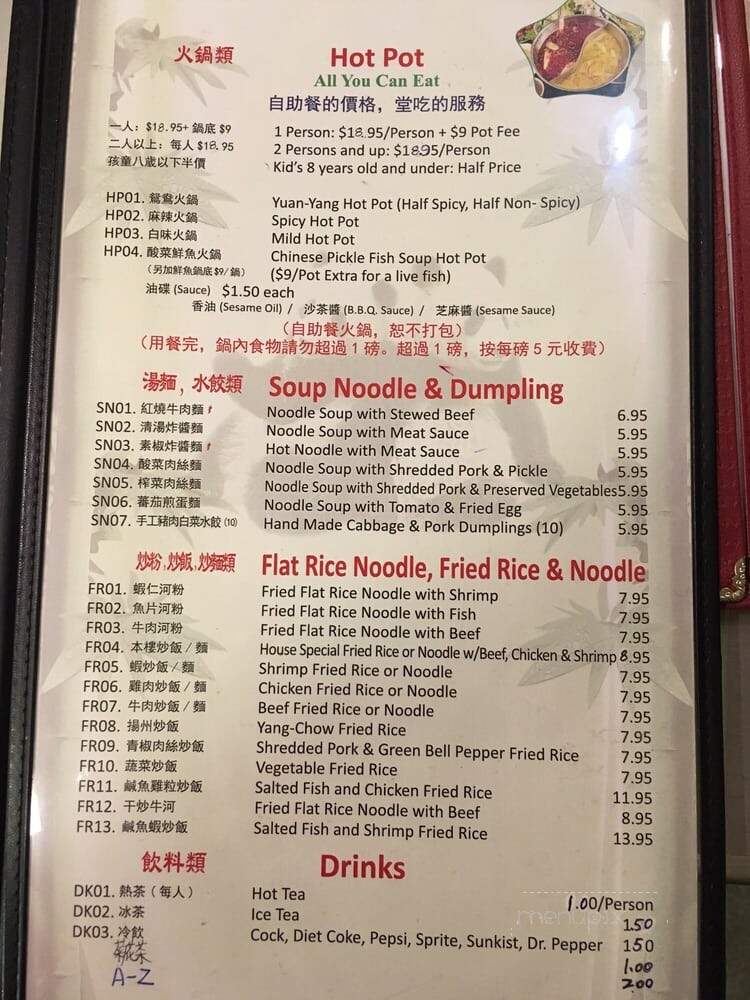 火鍋類 Hot Pot
All You Can Eat
自助餐的價格，堂吃的服務
一人：$18.95+ 鍋底 $9 1 Person: $18.95/Person + $9 Pot Fee
二人以上：每人 $18.95 2 Persons and up: $18.95/Person
孩童八歲以下半價 Kid's 8 years old and under: Half Price
HP01. 鴛鴦火鍋 Yuan-Yang Hot Pot (Half Spicy, Half Non- Spicy)
HP02. 麻辣火鍋 Spicy Hot Pot
HP03. 白味火鍋 Mild Hot Pot
HP04. 酸菜鮮魚火鍋 Chinese Pickle Fish Soup Hot Pot
（另加鮮魚鍋底 $9/ 鍋） ($9/Pot Extra for a live fish)
油碟 (Sauce) $1.50 each
香油 (Sesame Oil) / 沙茶醬 (B.B.Q. Sauce) / 芝麻醬 (Sesame Sauce)
（自助餐火鍋，恕不打包）
（用餐完，鍋內食物請勿超過 1 磅。超過 1 磅，按每磅 5 元收費）
湯麵，水餃類 Soup Noodle & Dumpling
SN01. 紅燒牛肉麵 Noodle Soup with Stewed Beef 6.95
SN02. 清湯炸醬麵 Noodle Soup with Meat Sauce 5.95
SN03. 素椒炸醬麵 Hot Noodle with Meat Sauce 5.95
SN04. 酸菜肉絲麵 Noodle Soup with Shredded Pork & Pickle 5.95
SN05. 榨菜肉絲麵 Noodle Soup with Shredded Pork & Preserved Vegetables 5.95
SN06. 蕃茄煎蛋麵 Noodle Soup with Tomato & Fried Egg 5.95
SN07. 手工豬肉白菜水餃 (10) Hand Made Cabbage & Pork Dumplings (10) 5.95
炒粉,炒飯,炒麵類 Flat Rice Noodle, Fried Rice & Noodle
FR01. 蝦仁河粉 Fried Flat Rice Noodle with Shrimp 7.95
FR02. 魚片河粉 Fried Flat Rice Noodle with Fish 7.95
FR03. 牛肉河粉 Fried Flat Rice Noodle with Beef 7.95
FR04. 本樓炒飯 / 麵 House Special Fried Rice or Noodle w/Beef, Chicken & Shrimp 8.95
FR05. 蝦炒飯 / 麵 Shrimp Fried Rice or Noodle 7.95
FR06. 雞肉炒飯 / 麵 Chicken Fried Rice or Noodle 7.95
FR07. 牛肉炒飯 / 麵 Beef Fried Rice or Noodle 7.95
FR08. 揚州炒飯 Yang-Chow Fried Rice 7.95
FR09. 青椒肉絲炒飯 Shredded Pork & Green Bell Pepper Fried Rice 7.95
FR10. 蔬菜炒飯 Vegetable Fried Rice 7.95
FR11. 鹹魚雞粒炒飯 Salted Fish and Chicken Fried Rice 11.95
FR12. 干炒牛河 Fried Flat Rice Noodle with Beef 8.95
FR13. 鹹魚蝦炒飯 Salted Fish and Shrimp Fried Rice 13.95
飲料類 Drinks
DK01. 熱茶（每人） Hot Tea 1.00/Person
DK02. 冰茶 Ice Tea 1.50
DK03. 冷飲 Cock, Diet Coke, Pepsi, Sprite, Sunkist, Dr. Pepper 1.50
菊花茶 1.00
A-Z 2.00
menupix